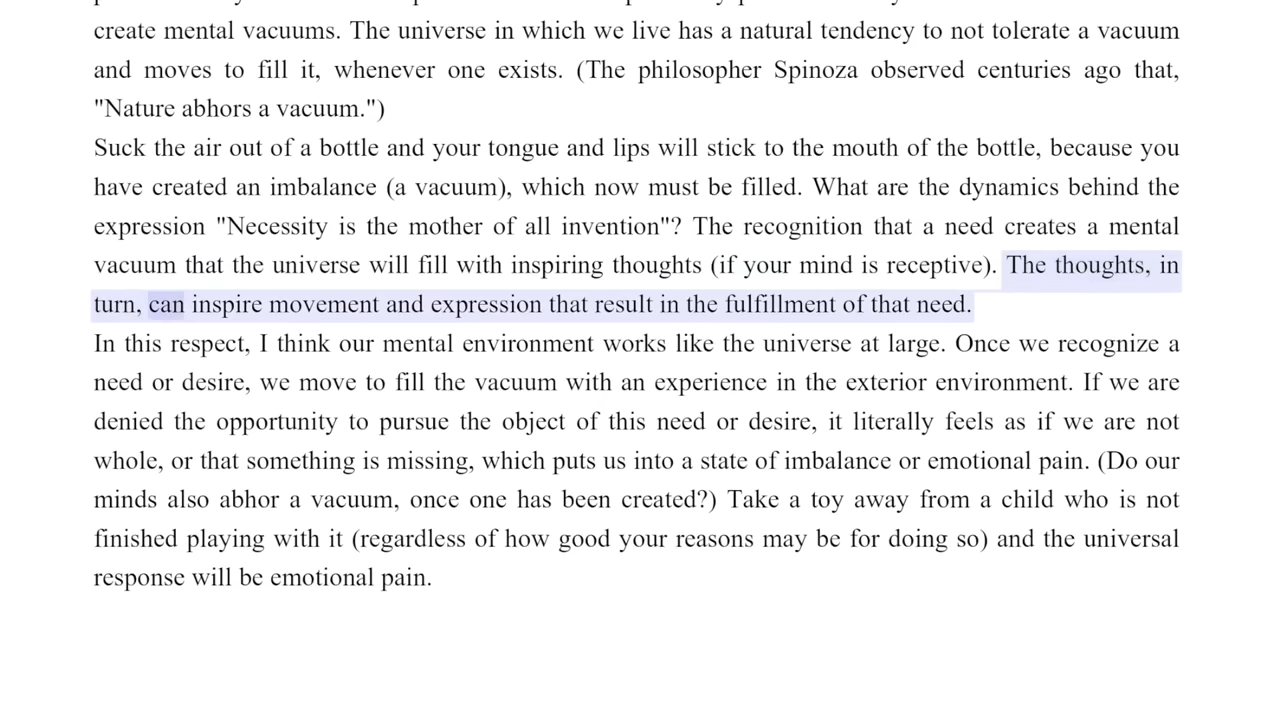 create mental vacuums. The universe in which we live has a natural tendency to not tolerate a vacuum
and moves to fill it, whenever one exists. (The philosopher Spinoza observed centuries ago that,
"Nature abhors a vacuum.")
Suck the air out of a bottle and your tongue and lips will stick to the mouth of the bottle, because you
have created an imbalance (a vacuum), which now must be filled. What are the dynamics behind the
expression "Necessity is the mother of all invention"? The recognition that a need creates a mental
vacuum that the universe will fill with inspiring thoughts (if your mind is receptive). The thoughts, in
turn, can inspire movement and expression that result in the fulfillment of that need.
In this respect, I think our mental environment works like the universe at large. Once we recognize a
need or desire, we move to fill the vacuum with an experience in the exterior environment. If we are
denied the opportunity to pursue the object of this need or desire, it literally feels as if we are not
whole, or that something is missing, which puts us into a state of imbalance or emotional pain. (Do our
minds also abhor a vacuum, once one has been created?) Take a toy away from a child who is not
finished playing with it (regardless of how good your reasons may be for doing so) and the universal
response will be emotional pain.